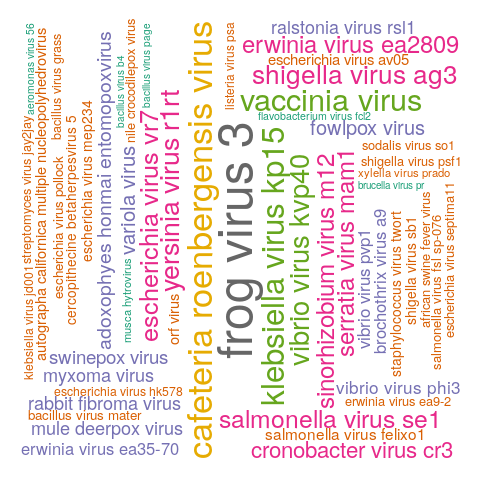 aeromonas virus 56
streptomyces virus jay2jay
klebsiella virus jd001
autographa californica multiple nucleopolyhedrovirus
bacillus virus grass
escherichia virus pollock
cercopithecine betaherpesvirus 5
escherichia virus mep234
adoxophyes honmai entomopoxvirus
bacillus virus b4
variola virus
musca hytrovirus
nile crocodilepox virus
bacillus virus page
escherichia virus vr7
yersinia virus r1rt
orf virus
cafeteria roenbergensis virus
listeria virus psa
frog virus 3
ralstonia virus rsl1
erwinia virus ea2809
escherichia virus av05
shigella virus ag3
vaccinia virus
flavobacterium virus fcl2
fowlpox virus
sodalis virus so1
shigella virus psf1
xylella virus prado
brucella virus pr
klebsiella virus kp15
vibrio virus kvp40
sinorhizobium virus m12
serratia virus mam1
vibrio virus pvp1
brochothrix virus a9
staphylococcus virus twort
shigella virus sb1
african swine fever virus
salmonella virus fsl sp-076
escherichia virus septima11
swinepox virus
myxoma virus
escherichia virus hk578
rabbit fibroma virus
bacillus virus mater
mule deerpox virus
erwinia virus ea35-70
vibrio virus phi3
erwinia virus ea9-2
salmonella virus se1
salmonella virus felixo1
cronobacter virus cr3